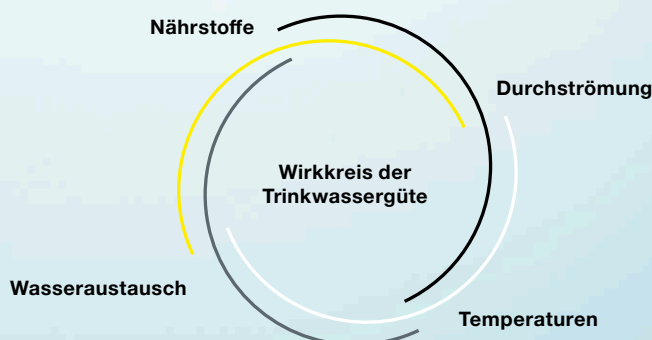 Nährstoffe
Durchströmung
Wirkkreis der
Trinkwassergüte
Wasseraustausch
Temperaturen